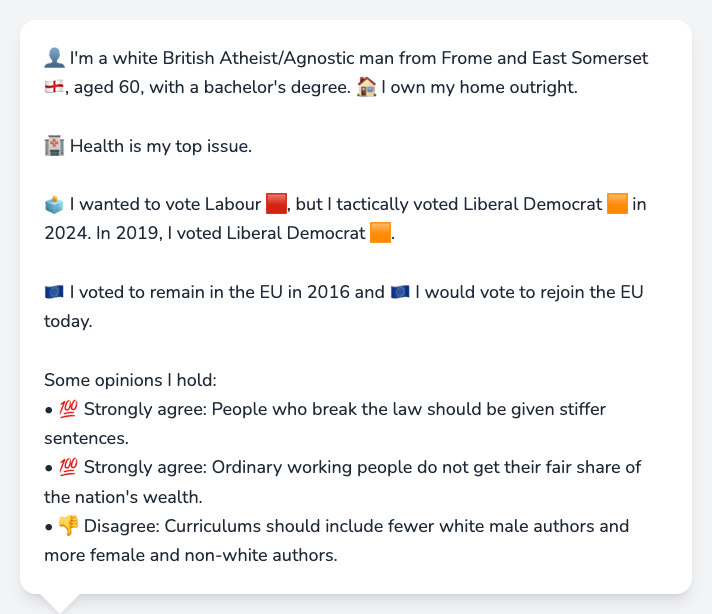 👤 I'm a white British Atheist/Agnostic man from Frome and East Somerset
🏴󠁧󠁢󠁥󠁮󠁧󠁿, aged 60, with a bachelor's degree. 🏠 I own my home outright.
🏥 Health is my top issue.
🗳️ I wanted to vote Labour 🟥, but I tactically voted Liberal Democrat 🟧 in
2024. In 2019, I voted Liberal Democrat 🟧.
🇪🇺 I voted to remain in the EU in 2016 and 🇪🇺 I would vote to rejoin the EU
today.
Some opinions I hold:
• 💯 Strongly agree: People who break the law should be given stiffer
sentences.
• 💯 Strongly agree: Ordinary working people do not get their fair share of
the nation's wealth.
• 👎 Disagree: Curriculums should include fewer white male authors and
more female and non-white authors.